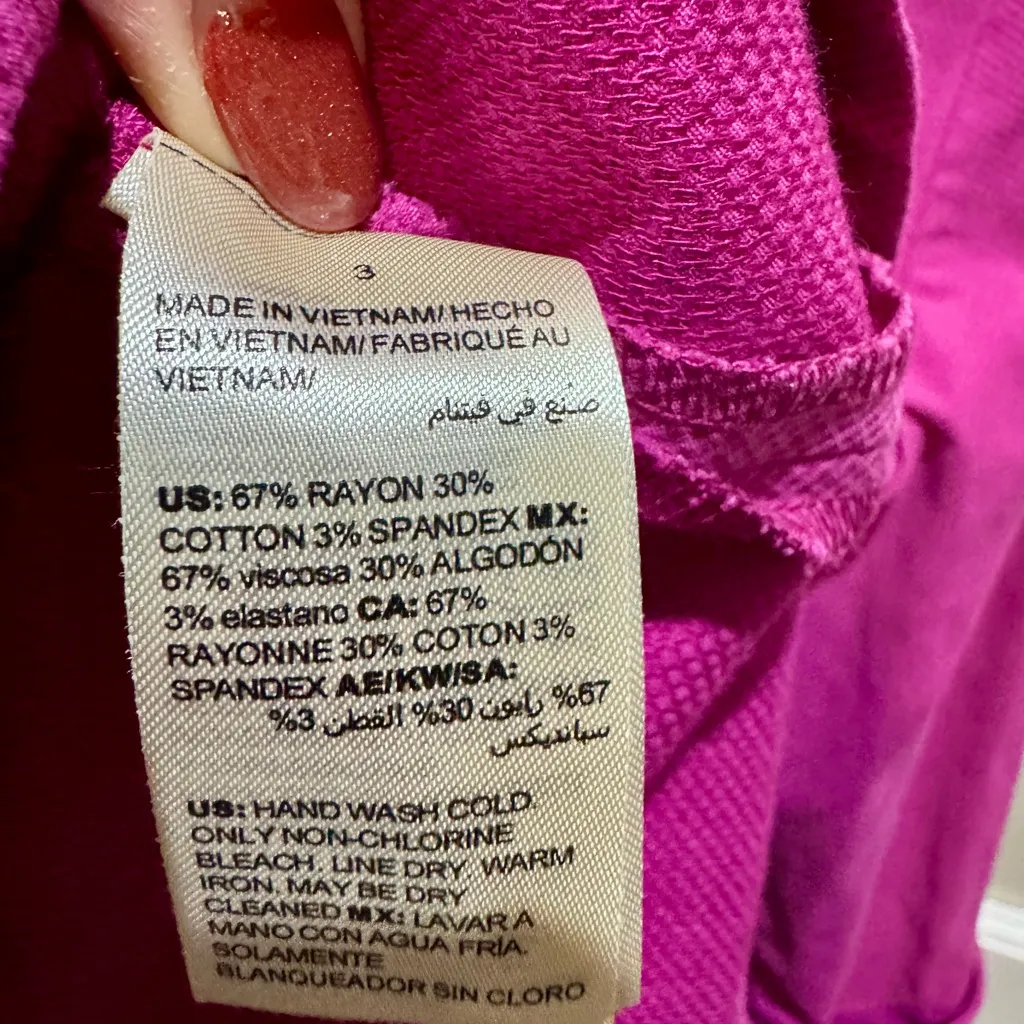 3
MADE IN VIETNAM/ HECHO
EN VIETNAM/ FABRIQUÉ AU
VIETNAM/
صنع في فيتنام
US: 67% RAYON 30%
COTTON 3% SPANDEX MX:
67% viscosa 30% ALGODÓN
3% elastano CA: 67%
RAYONNE 30% COTON 3%
SPANDEX AE/KW/SA:
67% رايون 30% القطن 3%
سباندیکس
US: HAND WASH COLD.
ONLY NON-CHLORINE
BLEACH. LINE DRY. WARM
IRON. MAY BE DRY
CLEANED MX: LAVAR A
MANO CON AGUA FRÍA.
SOLAMENTE
BLANQUEADOR SIN CLORO